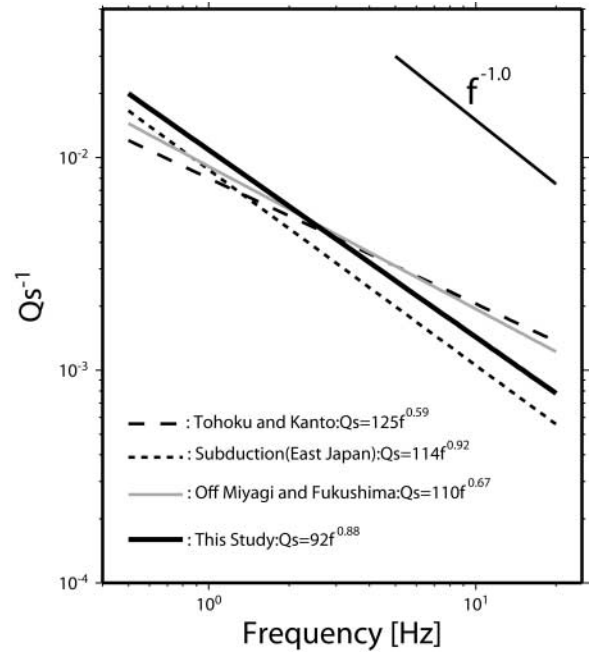 f^-1.0
10^-2
Qs^-1
10^-3
: Tohoku and Kanto:Qs=125f^0.59
: Subduction(East Japan):Qs=114f^0.92
: Off Miyagi and Fukushima:Qs=110f^0.67
: This Study:Qs=92f^0.88
10^-4
10^0
10^1
Frequency [Hz]